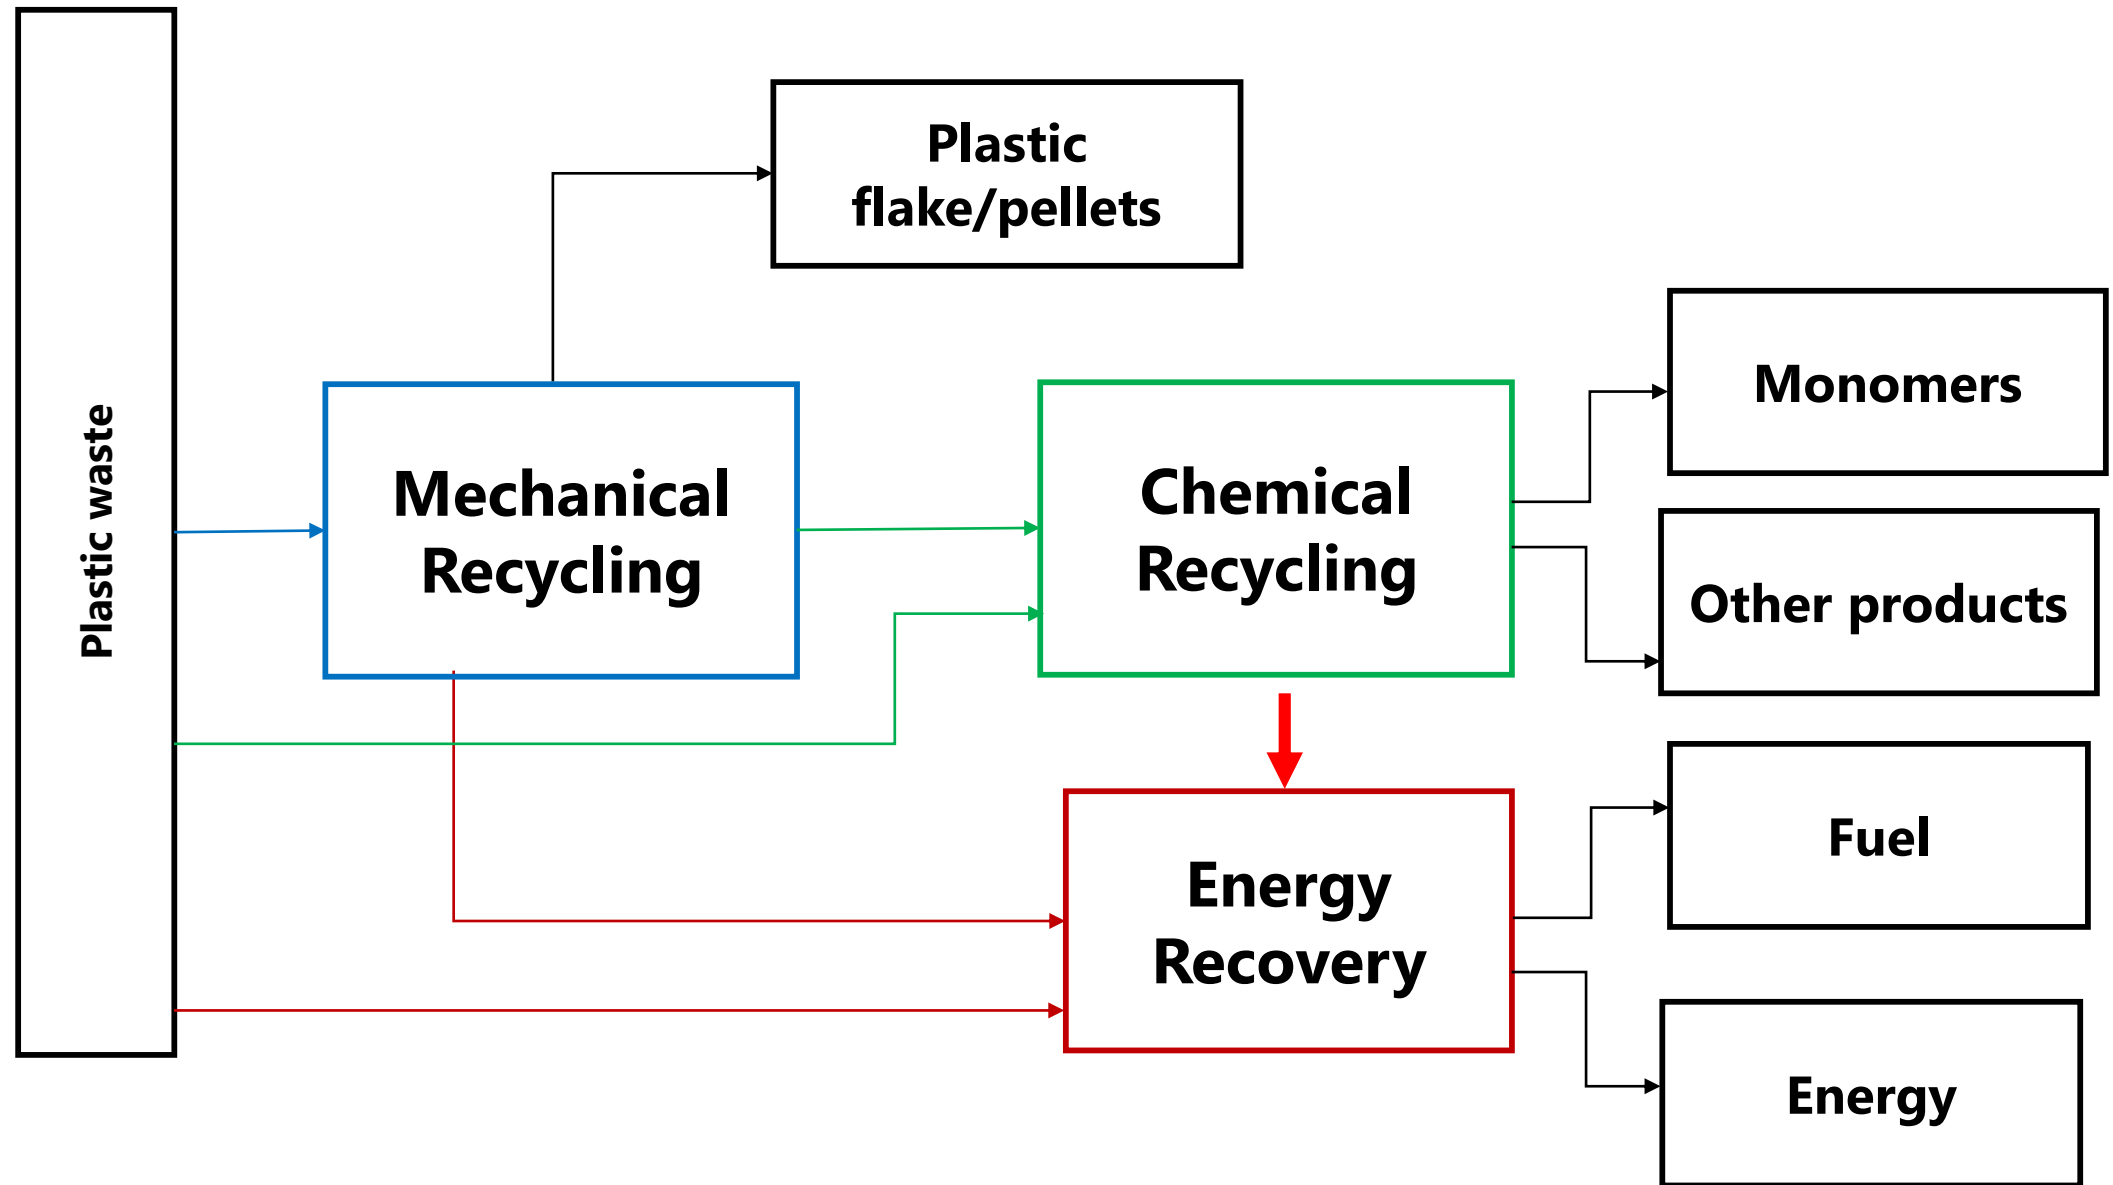 Plastic waste
Plastic
flake/pellets
Mechanical
Recycling
Chemical
Recycling
Monomers
Other products
Energy
Recovery
Fuel
Energy